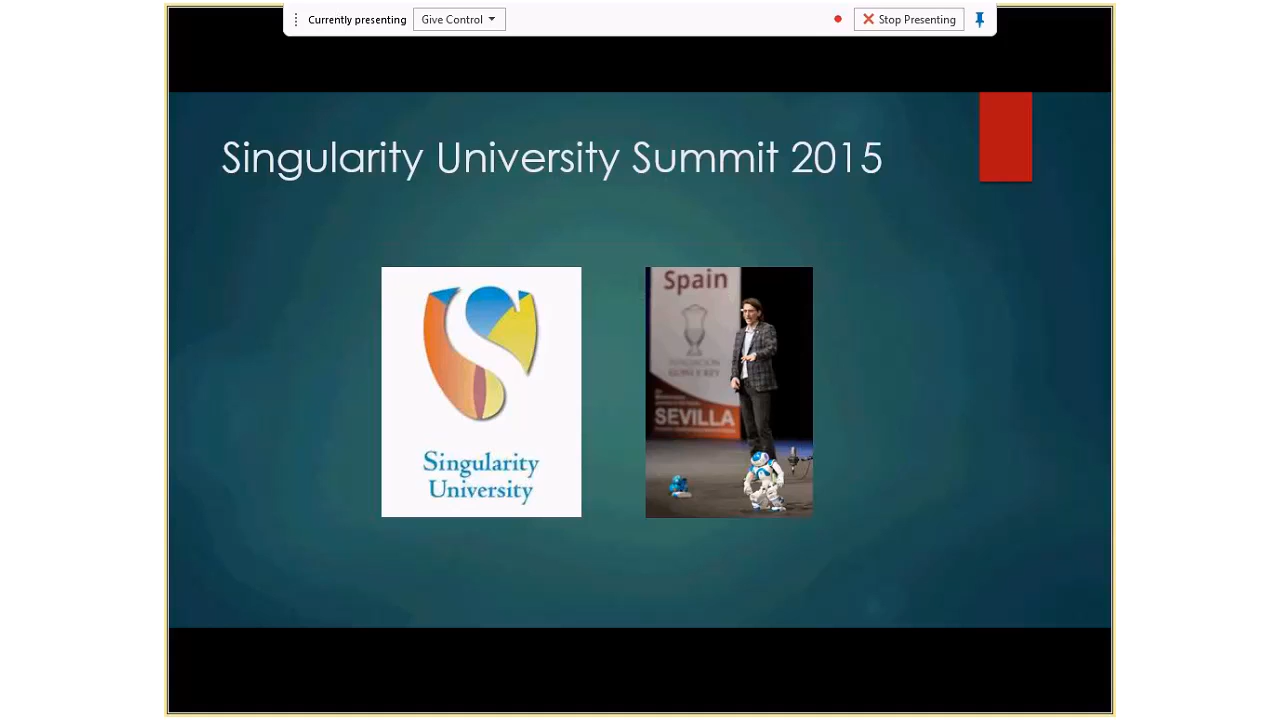 Currently presenting
Give Control
Stop Presenting
Singularity University Summit 2015
Spain
SEVILLA
Singularity
University